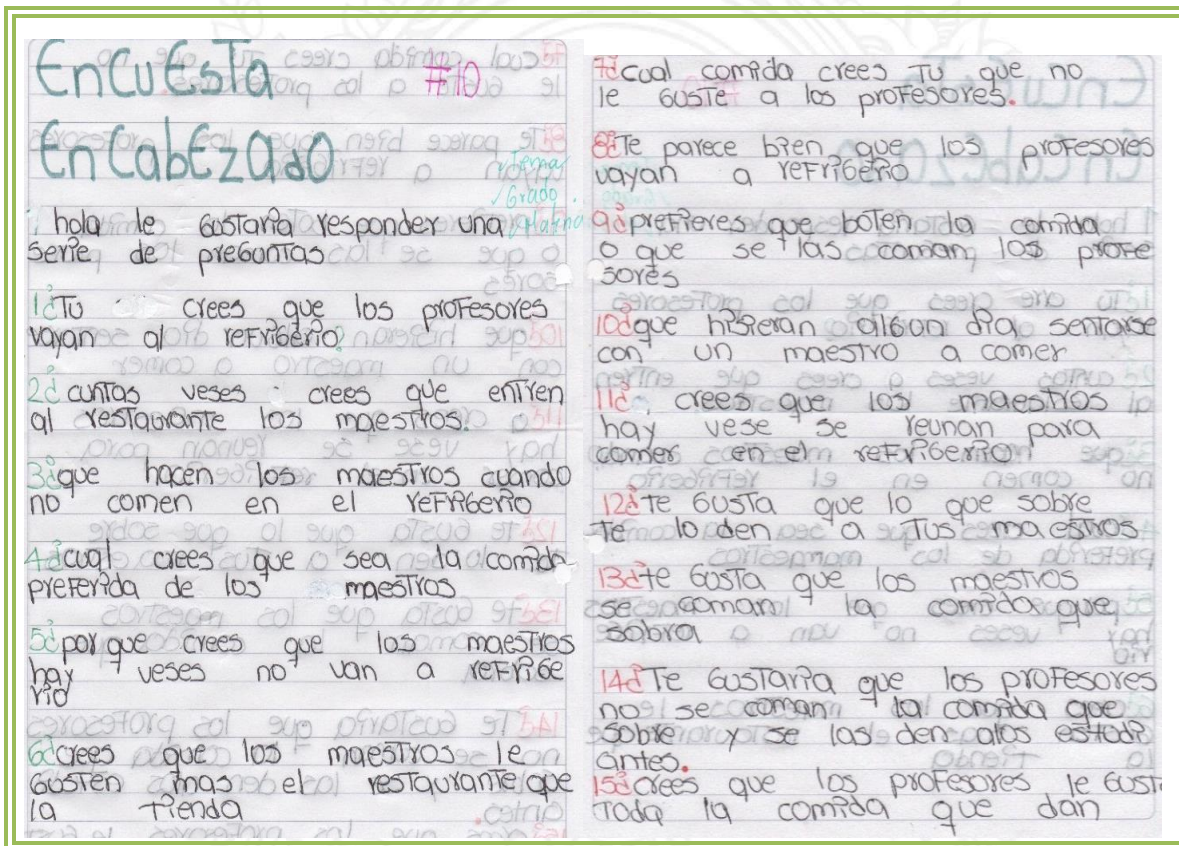 EnCuEsTa #10
EnCabEzadO
✓Tema
✓Grado
hola le GusTaria responder una
serie de preGunTas
1¿Tu crees que los profesores
vayan al refriGerio?
2¿ cunTas veses crees que enTren
al resTaurante los maesTros.
3¿que hacen los maesTros cuando
no comen en el refriGerio
4¿cual crees que sea la comida
preferida de los maesTros
5¿por que crees que los maesTros
hay veses no van a refriGe
rio
6¿crees que los maesTros le
GusTen mas el resTaurante que
la Tienda
7¿cual comida crees Tu que no
le GusTe a los profesores.
8¿Te parece bien que los profesores
vayan a refriGerio
9¿prefieres que boTen la comida
o que se las coman los profe
sores
10¿que hisieran alGun dia senTarse
con un maesTro a comer
11¿ crees que los maesTros
hay vese se reunan para
comer en el refriGerio
12¿Te GusTa que lo que sobre
Te lo den a Tus maesTros
13¿Te GusTa que los maesTros
se coman la comida que
sobra
14¿Te GusTaria que los profesores
no se coman la comida que
sobre y se las den alos esTudi
antes.
15¿crees que los profesores le GusT
Toda la comida que dan